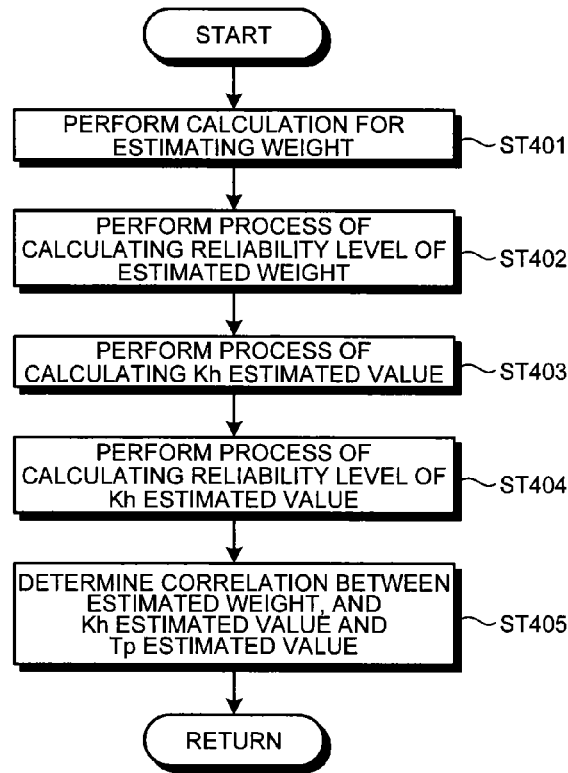 START
PERFORM CALCULATION FOR
ESTIMATING WEIGHT
ST401
PERFORM PROCESS OF
CALCULATING RELIABILITY LEVEL OF
ESTIMATED WEIGHT
ST402
PERFORM PROCESS OF
CALCULATING Kh ESTIMATED VALUE
ST403
PERFORM PROCESS OF
CALCULATING RELIABILITY LEVEL OF
Kh ESTIMATED VALUE
ST404
DETERMINE CORRELATION BETWEEN
ESTIMATED WEIGHT, AND
Kh ESTIMATED VALUE AND
Tp ESTIMATED VALUE
ST405
RETURN